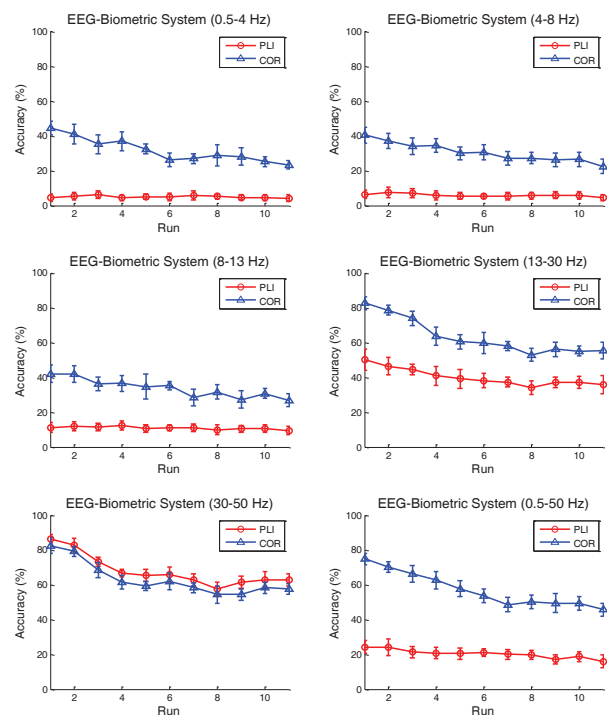 EEG-Biometric System (0.5-4 Hz)
100
80
60
40
20
0
Accuracy (%)
PLI
COR
2
4
6
8
10
Run
EEG-Biometric System (4-8 Hz)
100
80
60
40
20
0
Accuracy (%)
PLI
COR
2
4
6
8
10
Run
EEG-Biometric System (8-13 Hz)
100
80
60
40
20
0
Accuracy (%)
PLI
COR
2
4
6
8
10
Run
EEG-Biometric System (13-30 Hz)
100
80
60
40
20
0
Accuracy (%)
PLI
COR
2
4
6
8
10
Run
EEG-Biometric System (30-50 Hz)
100
80
60
40
20
0
Accuracy (%)
PLI
COR
2
4
6
8
10
Run
EEG-Biometric System (0.5-50 Hz)
100
80
60
40
20
0
Accuracy (%)
PLI
COR
2
4
6
8
10
Run